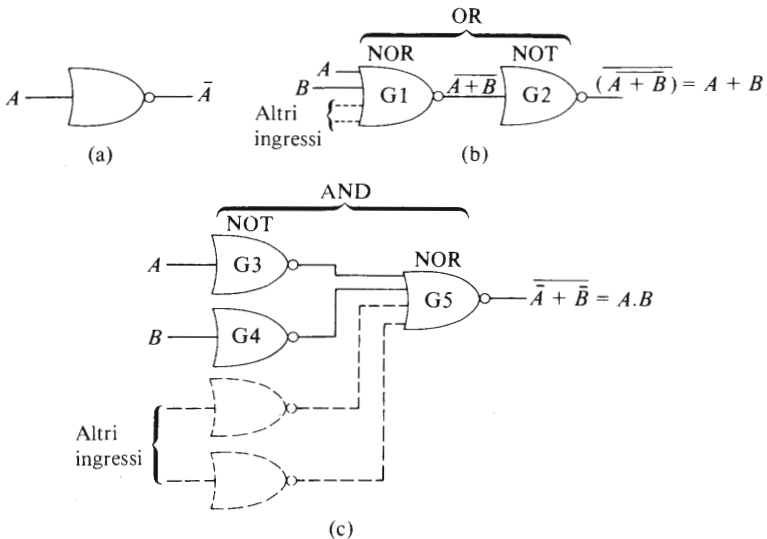 OR
NOR
NOT
A
A̅
A
B
G1
A̅+̅B̅
G2
(A̅ ̅+̅ ̅B̅)̅ = A + B
Altri
ingressi
(a)
(b)
AND
NOT
A
G3
NOR
G5
A̅ + B̅ = A.B
B
G4
Altri
ingressi
(c)